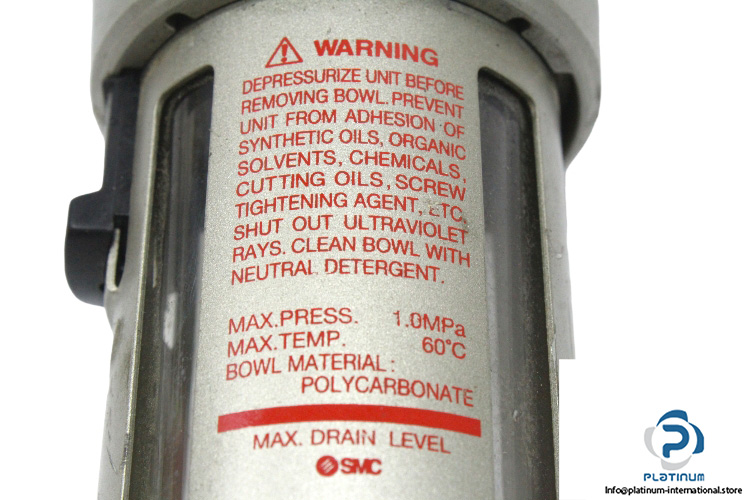 WARNING
DEPRESSURIZE UNIT BEFORE
REMOVING BOWL. PREVENT
UNIT FROM ADHESION OF
SYNTHETIC OILS, ORGANIC
SOLVENTS, CHEMICALS,
CUTTING OILS, SCREW
TIGHTENING AGENT, ETC.
SHUT OUT ULTRAVIOLET
RAYS. CLEAN BOWL WITH
NEUTRAL DETERGENT.
MAX.PRESS. 1.0MPa
MAX.TEMP. 60°C
BOWL MATERIAL:
POLYCARBONATE
MAX. DRAIN LEVEL
SMC
PLATINUM
Info@platinum-international.store